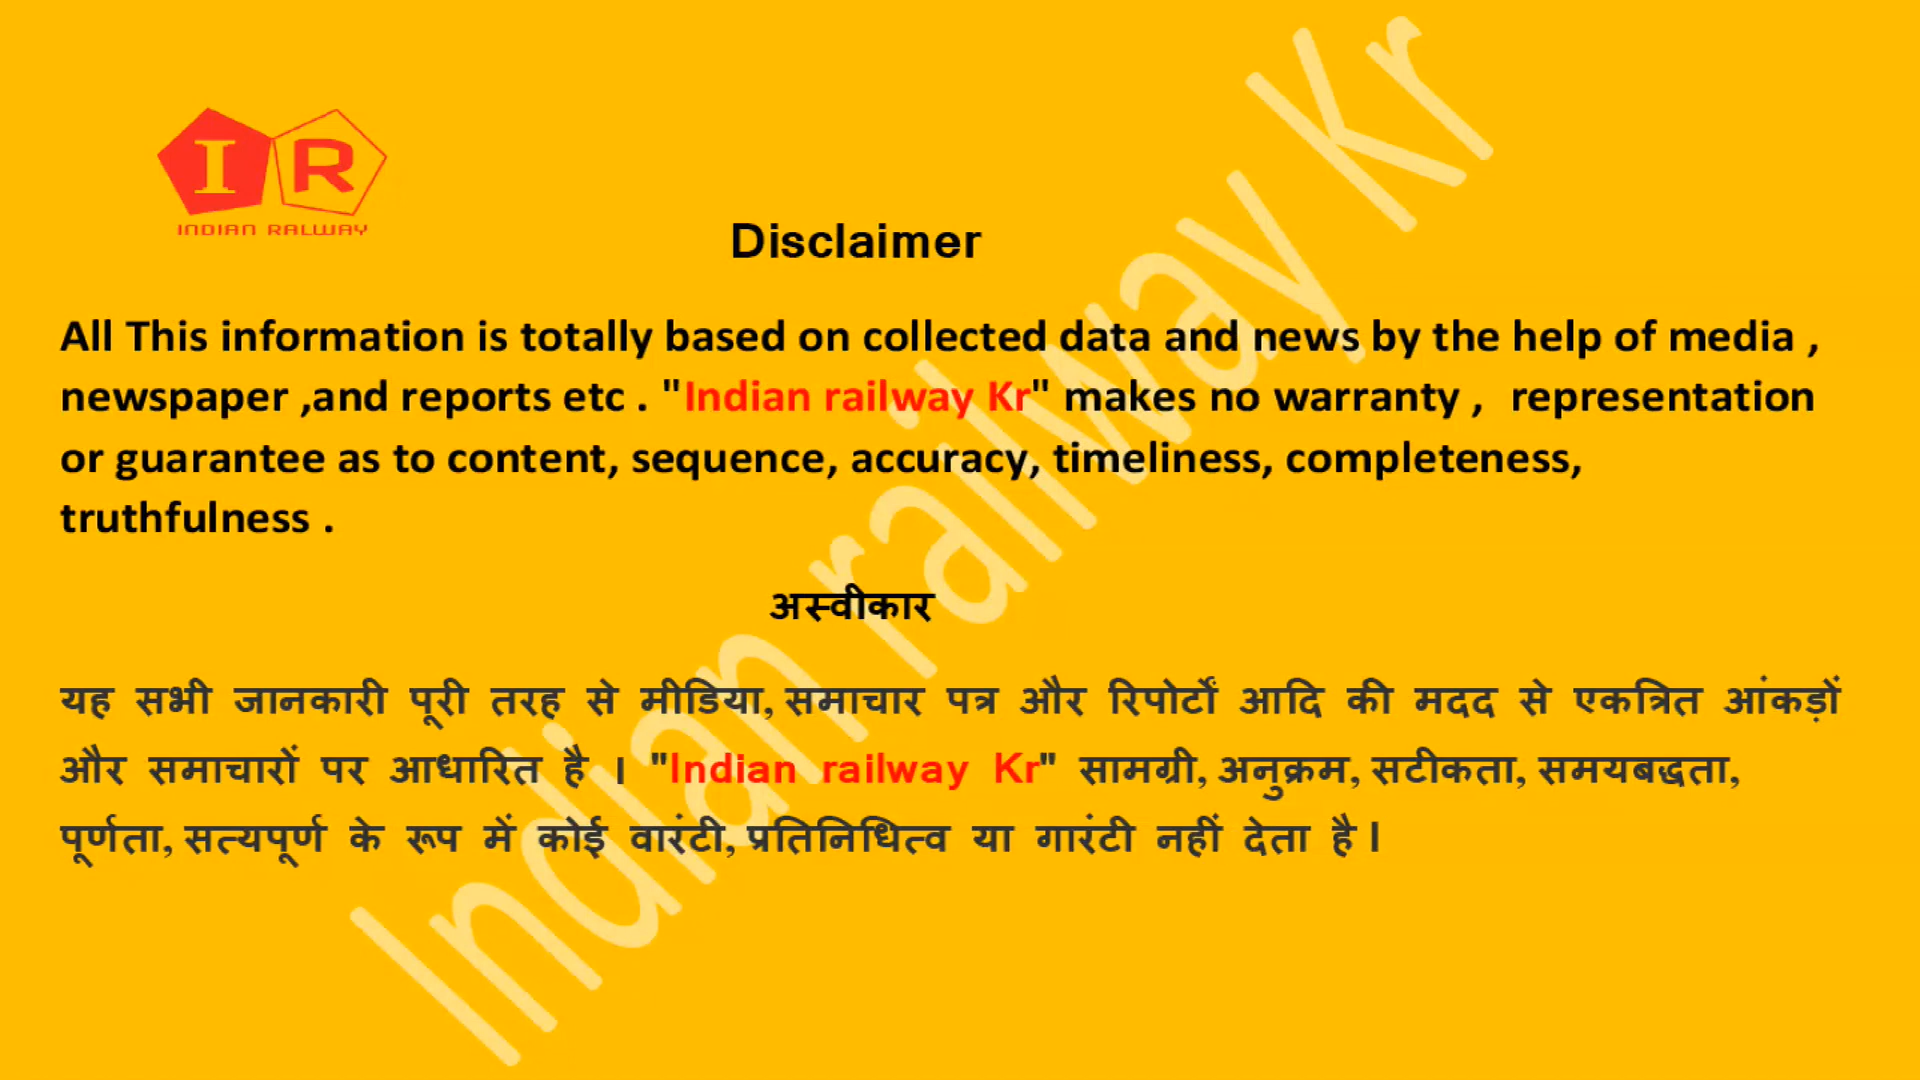 I R
INDIAN RALWAY
Disclaimer
All This information is totally based on collected data and news by the help of media ,
newspaper ,and reports etc . "Indian railway Kr" makes no warranty , representation
or guarantee as to content, sequence, accuracy, timeliness, completeness,
truthfulness .
अस्वीकार
यह सभी जानकारी पूरी तरह से मीडिया, समाचार पत्र और रिपोर्टों आदि की मदद से एकत्रित आंकड़ों
और समाचारों पर आधारित है । "Indian railway Kr" सामग्री, अनुक्रम, सटीकता, समयबद्धता,
पूर्णता, सत्यपूर्ण के रूप में कोई वारंटी, प्रतिनिधित्व या गारंटी नहीं देता है।
Indian railway Kr